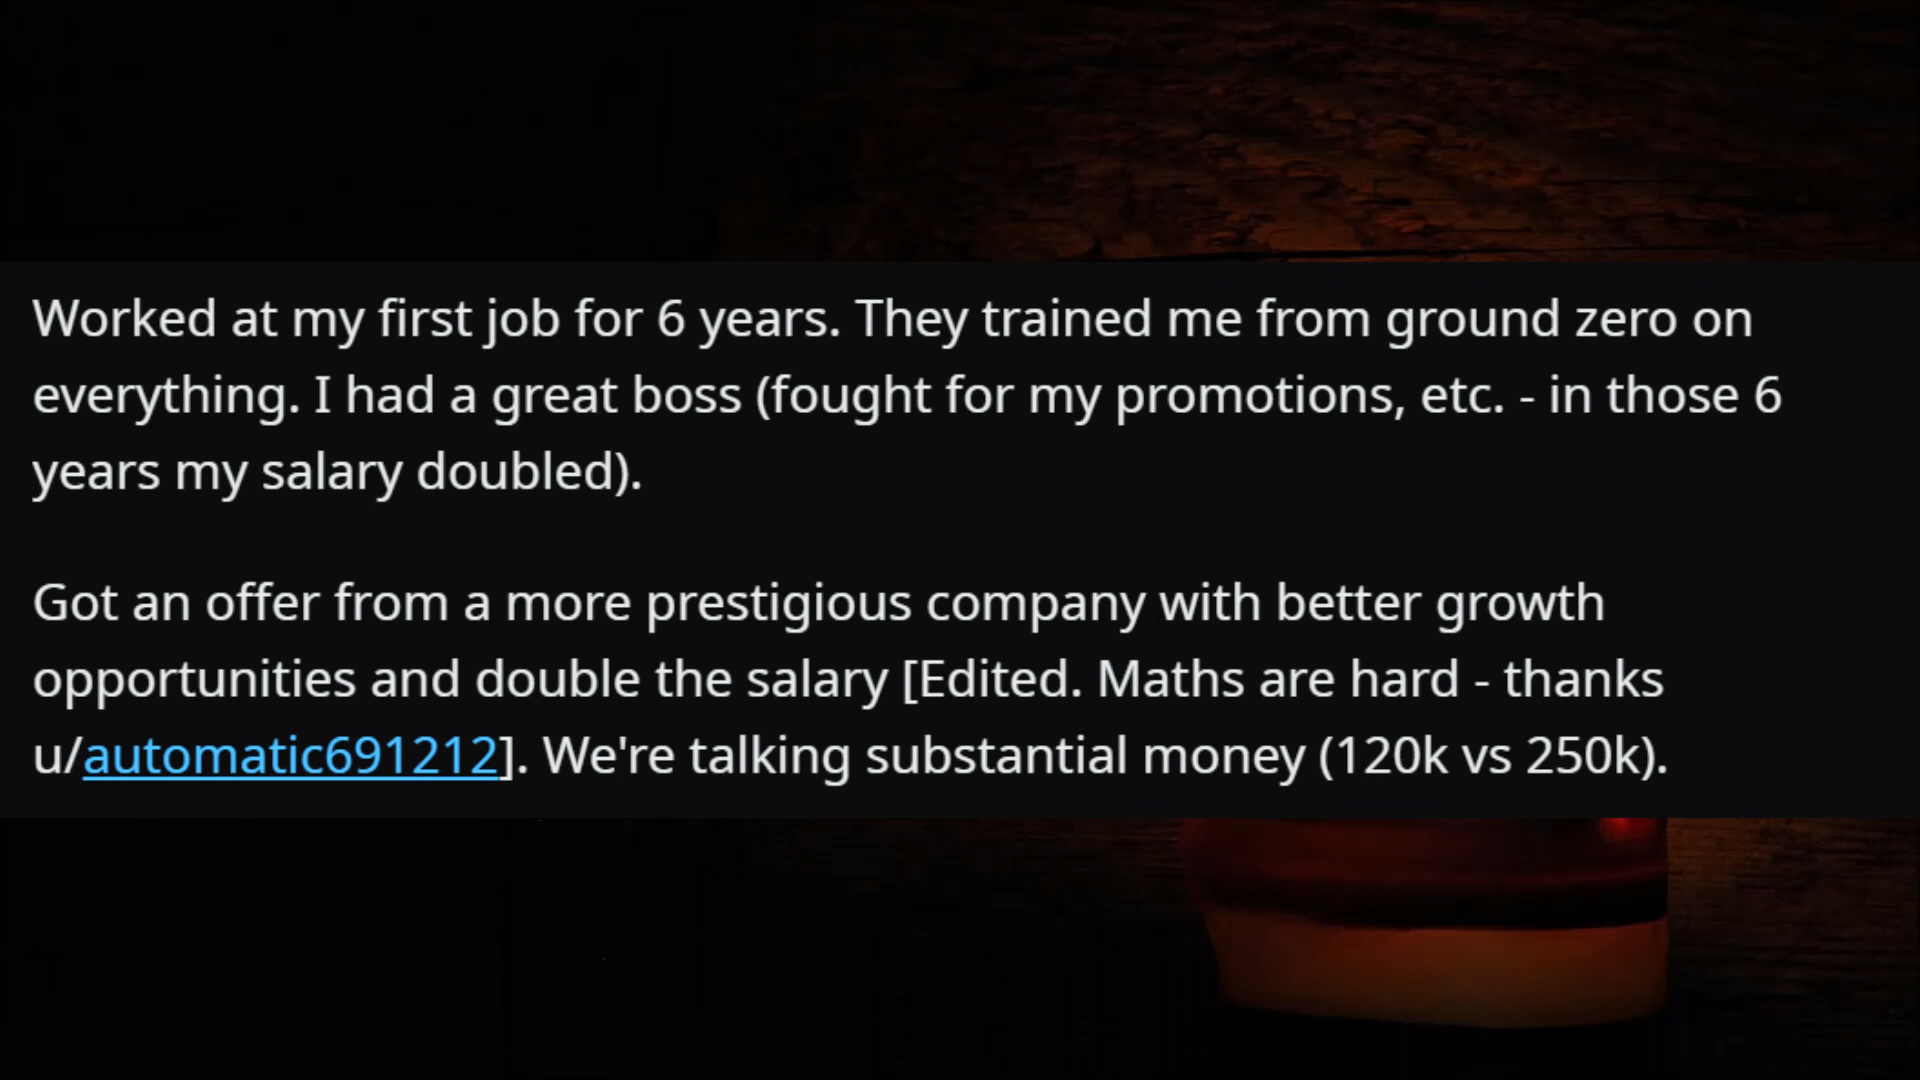 Worked at my first job for 6 years. They trained me from ground zero on
everything. I had a great boss (fought for my promotions, etc. - in those 6
years my salary doubled).
Got an offer from a more prestigious company with better growth
opportunities and double the salary [Edited. Maths are hard - thanks
u/automatic691212]. We're talking substantial money (120k vs 250k).